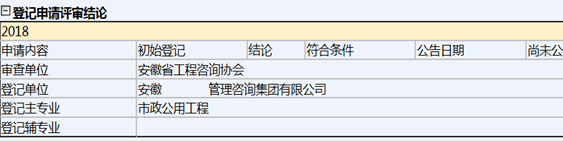 登记申请评审结论
2018
申请内容 初始登记 结论 符合条件 公告日期 尚未公
审查单位 安徽省工程咨询协会
登记单位 安徽 管理咨询集团有限公司
登记主专业 市政公用工程
登记辅专业